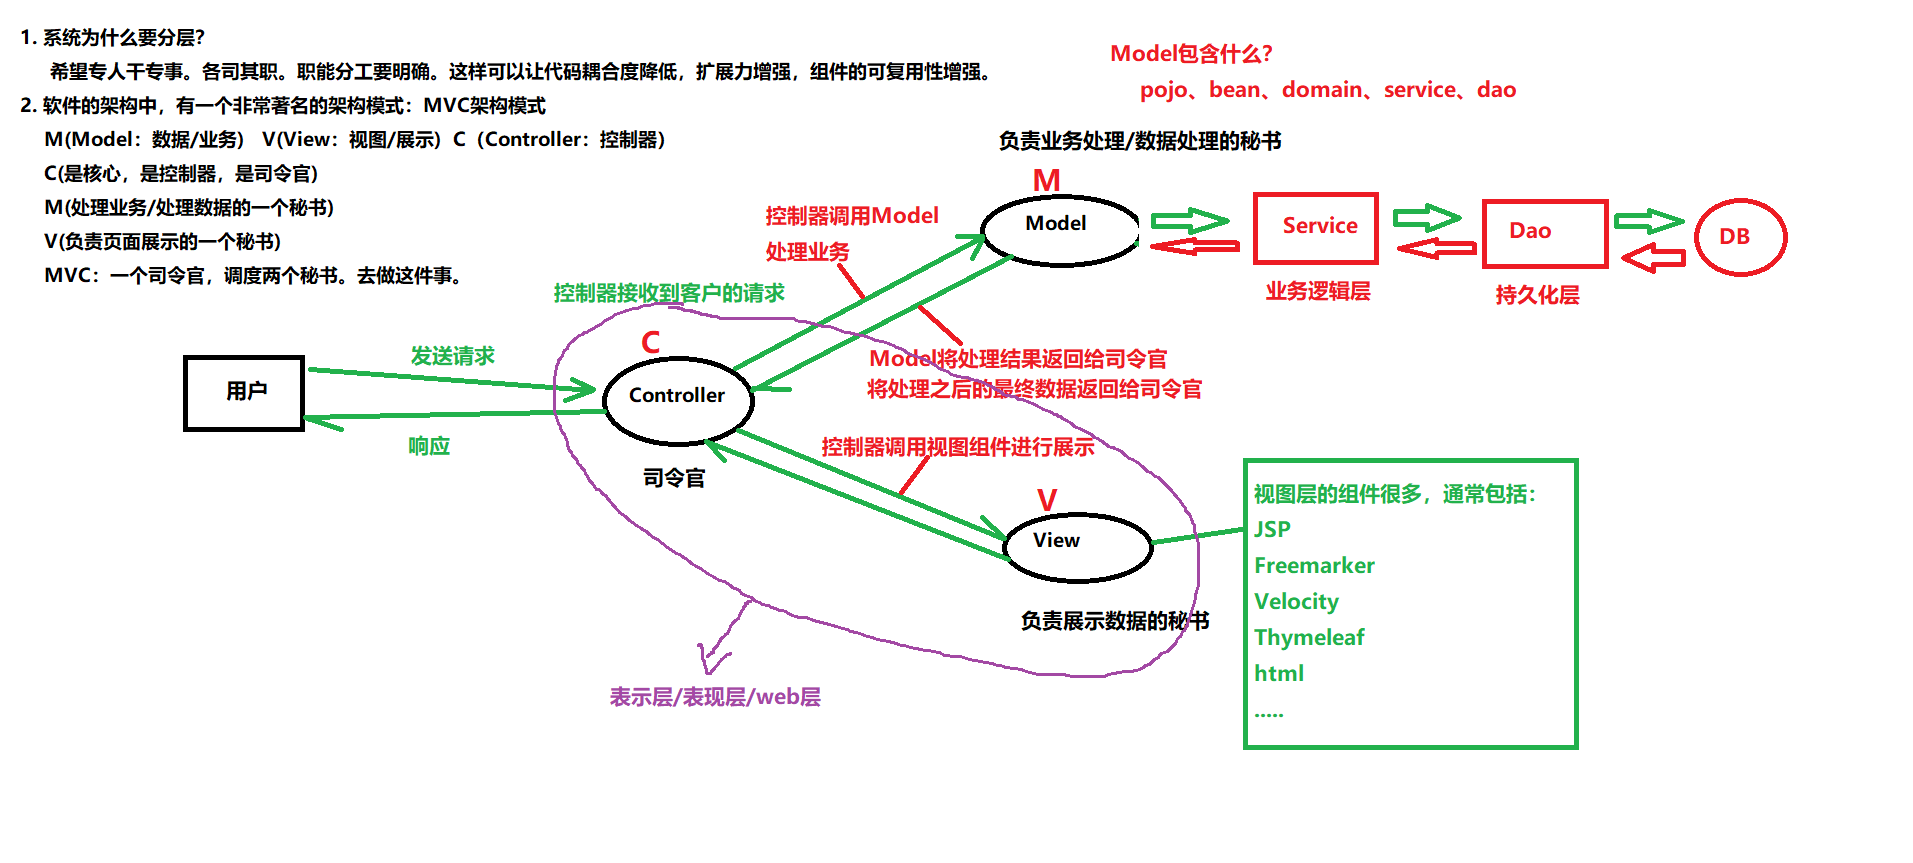 1. 系统为什么要分层？
希望专人干专事。各司其职。职能分工要明确。这样可以让代码耦合度降低，扩展力增强，组件的可复用性增强。
2. 软件的架构中，有一个非常著名的架构模式：MVC架构模式
M(Model：数据/业务) V(View：视图/展示) C（Controller：控制器）
C(是核心，是控制器，是司令官)
M(处理业务/处理数据的一个秘书)
V(负责页面展示的一个秘书)
MVC：一个司令官，调度两个秘书。去做这件事。
Model包含什么？
pojo、bean、domain、service、dao
负责业务处理/数据处理的秘书
M
Model
Service
业务逻辑层
Dao
持久化层
DB
控制器调用Model
处理业务
控制器接收到客户的请求
C
Controller
司令官
用户
发送请求
响应
Model将处理结果返回给司令官
将处理之后的最终数据返回给司令官
控制器调用视图组件进行展示
V
View
负责展示数据的秘书
表示层/表现层/web层
视图层的组件很多，通常包括：
JSP
Freemarker
Velocity
Thymeleaf
html
.....